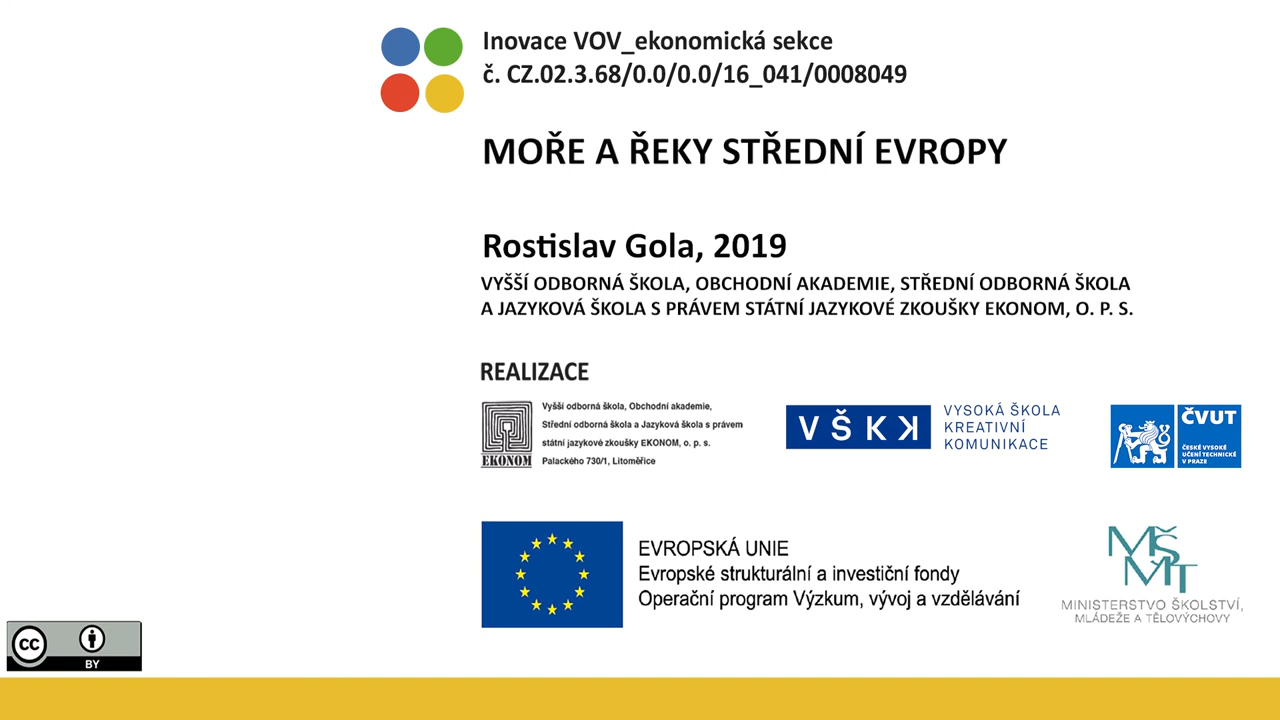 Inovace VOV_ekonomická sekce
č. CZ.02.3.68/0.0/0.0/16_041/0008049
MOŘE A ŘEKY STŘEDNÍ EVROPY
Rostislav Gola, 2019
VYŠŠÍ ODBORNÁ ŠKOLA, OBCHODNÍ AKADEMIE, STŘEDNÍ ODBORNÁ ŠKOLA
A JAZYKOVÁ ŠKOLA S PRÁVEM STÁTNÍ JAZYKOVÉ ZKOUŠKY EKONOM, O. P. S.
REALIZACE
Vyšší odborná škola, Obchodní akademie,
Střední odborná škola a Jazyková škola s právem
státní jazykové zkoušky EKONOM, o. p. s.
Palackého 730/1, Litoměřice
EKONOM
VŠKK
VYSOKÁ ŠKOLA
KREATIVNÍ
KOMUNIKACE
ČVUT
ČESKÉ VYSOKÉ
UČENÍ TECHNICKÉ
V PRAZE
EVROPSKÁ UNIE
Evropské strukturální a investiční fondy
Operační program Výzkum, vývoj a vzdělávání
MŠ
MT
MINISTERSTVO ŠKOLSTVÍ,
MLÁDEŽE A TĚLOVÝCHOVY
cc
BY